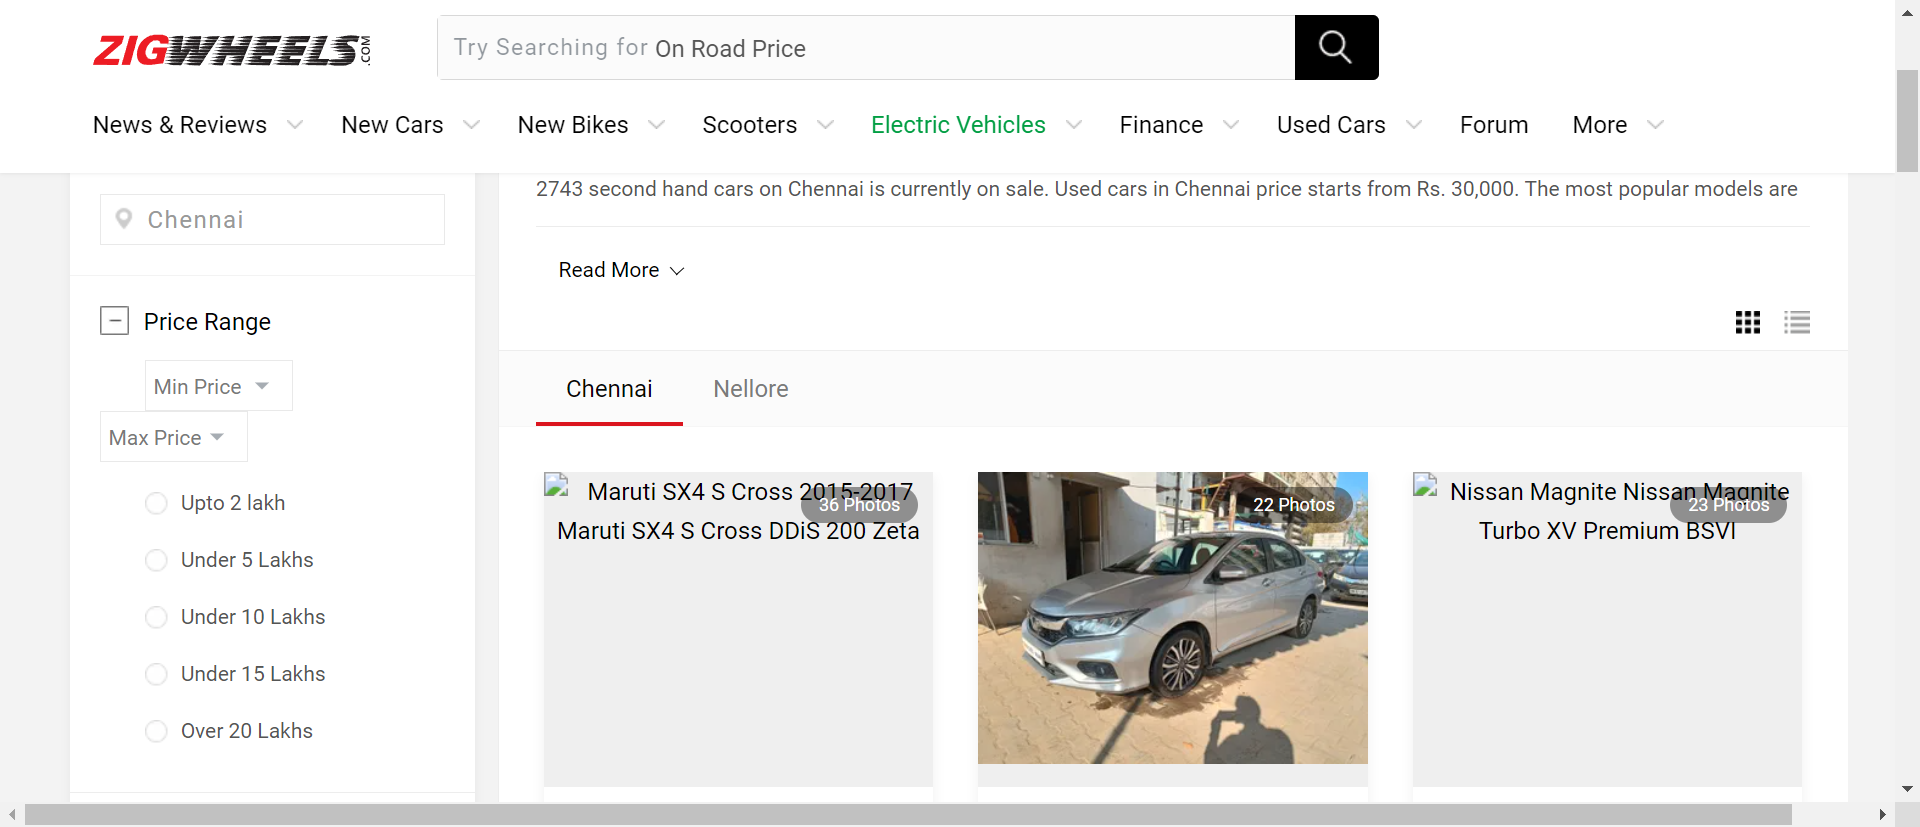 ZIGWHEELS.COM
Try Searching for On Road Price
News & Reviews New Cars New Bikes Scooters Electric Vehicles Finance Used Cars Forum More
Chennai
Price Range
Min Price
Max Price
Upto 2 lakh
Under 5 Lakhs
Under 10 Lakhs
Under 15 Lakhs
Over 20 Lakhs
2743 second hand cars on Chennai is currently on sale. Used cars in Chennai price starts from Rs. 30,000. The most popular models are
Read More
Chennai Nellore
Maruti SX4 S Cross 2015-2017
Maruti SX4 S Cross DDiS 200 Zeta
36 Photos
22 Photos
Nissan Magnite Nissan Magnite
Turbo XV Premium BSVI
23 Photos